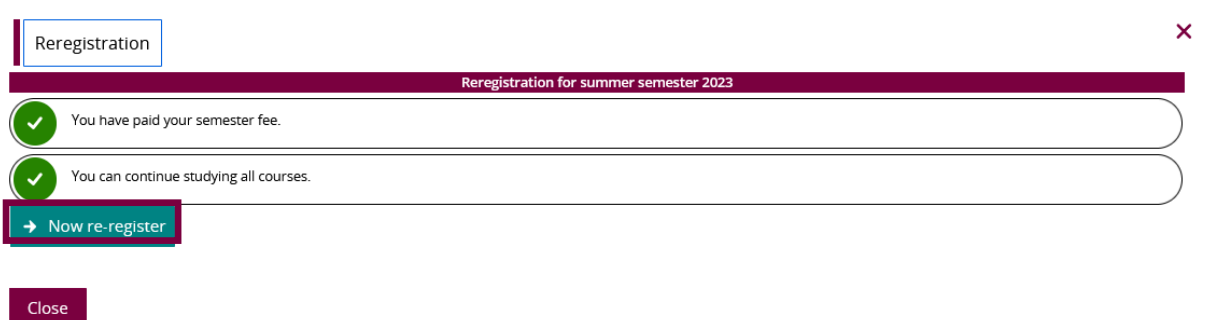 Reregistration
Reregistration for summer semester 2023
You have paid your semester fee.
You can continue studying all courses.
Now re-register
Close